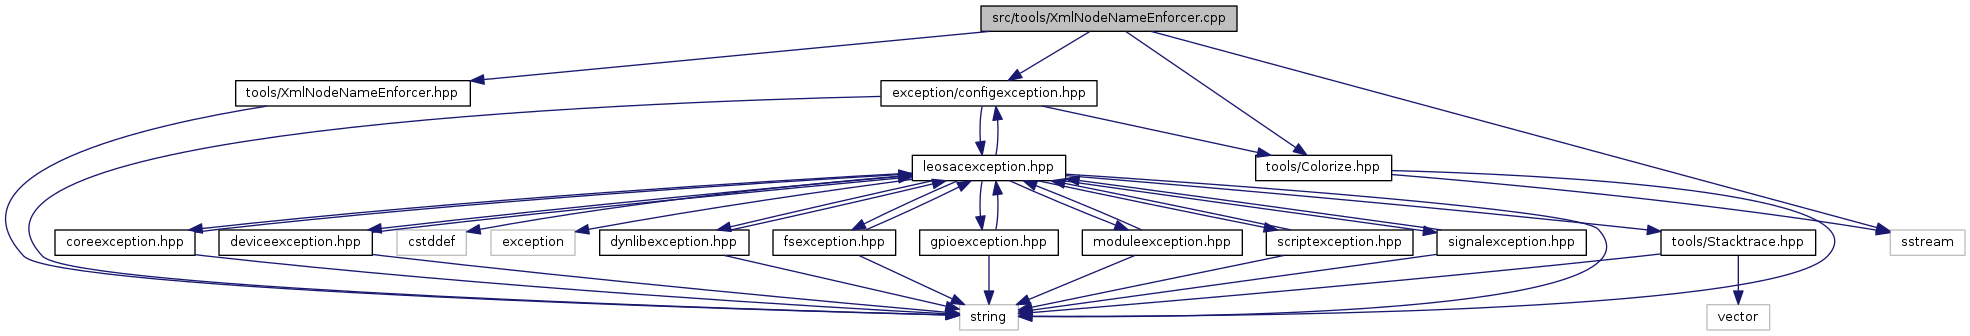 src/tools/XmlNodeNameEnforcer.cpp
tools/XmlNodeNameEnforcer.hpp
exception/configexception.hpp
leosacexception.hpp
tools/Colorize.hpp
coreexception.hpp
deviceexception.hpp
cstddef
exception
dynlibexception.hpp
fsexception.hpp
gpioexception.hpp
moduleexception.hpp
scriptexception.hpp
signalexception.hpp
tools/Stacktrace.hpp
sstream
string
vector